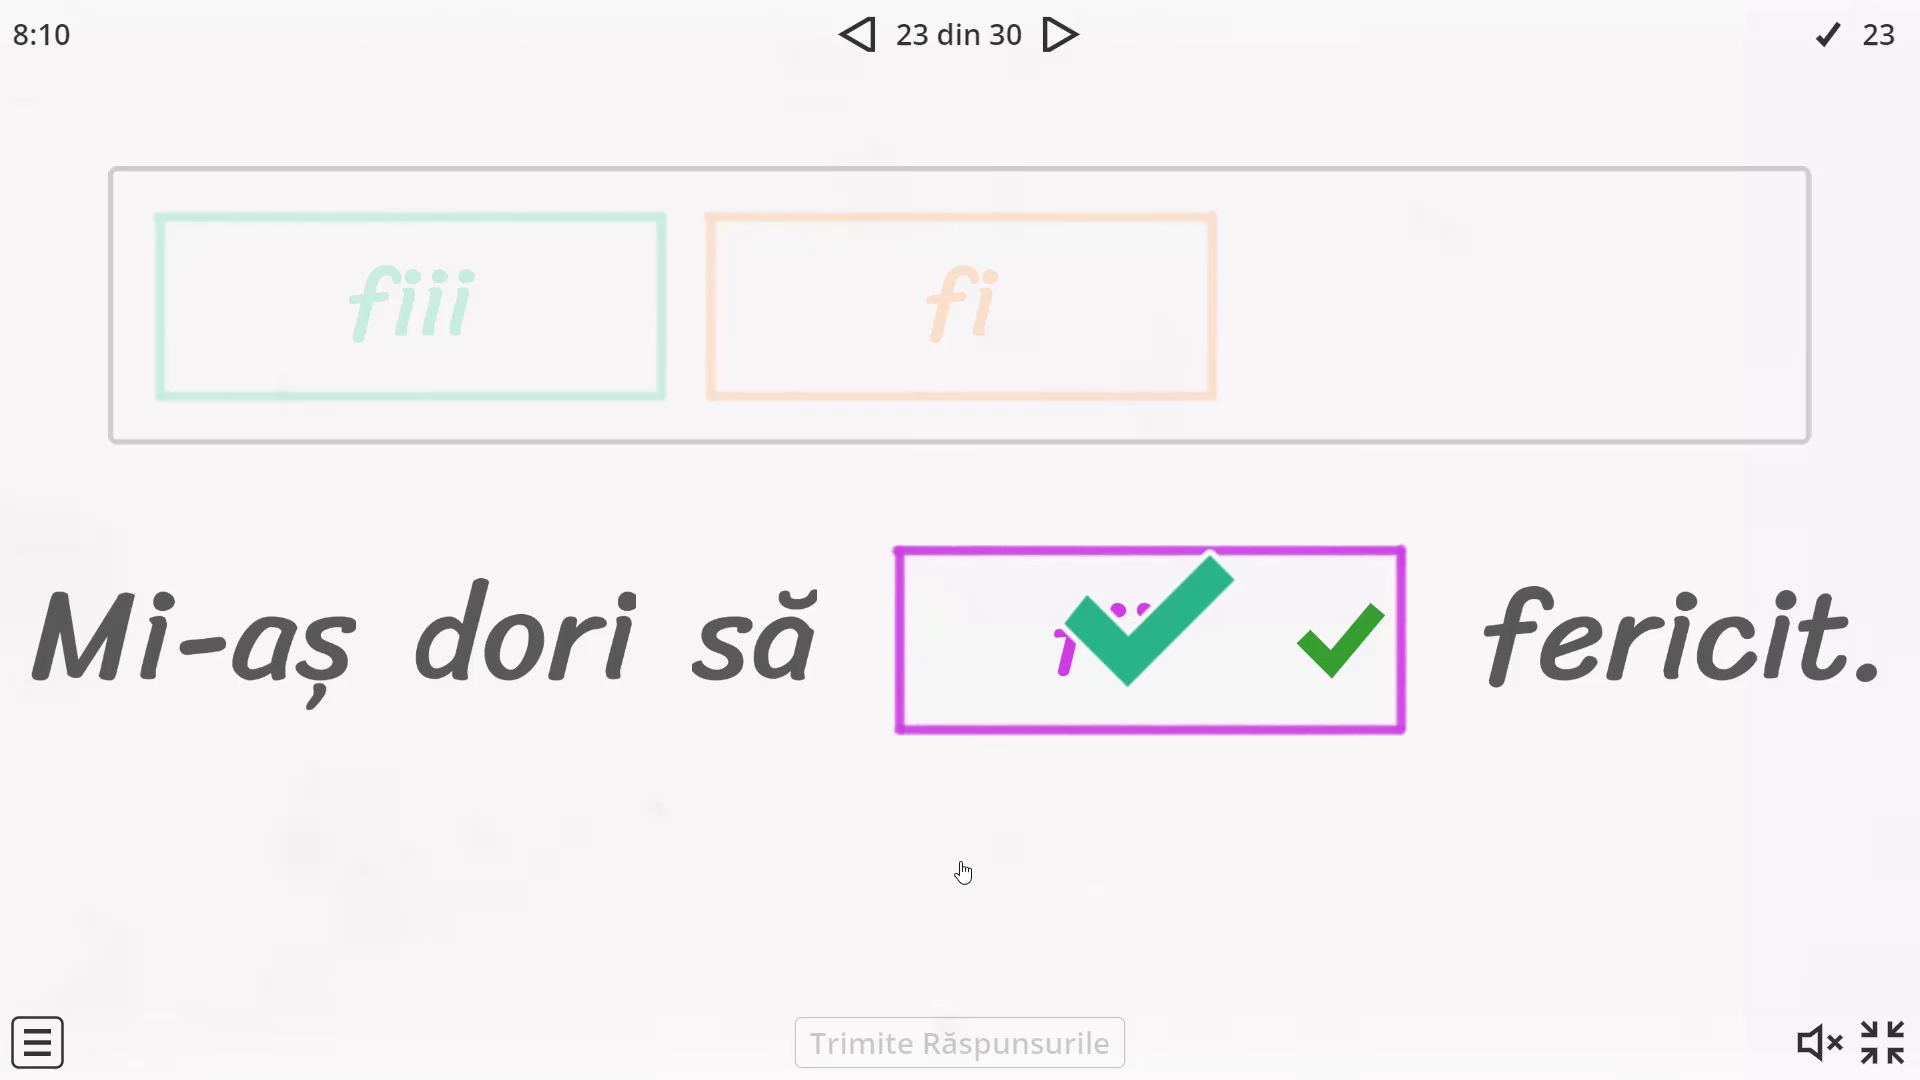 8:10
23 din 30
23
fiii
fi
Mi-aș dori să fericit.
Trimite Răspunsurile